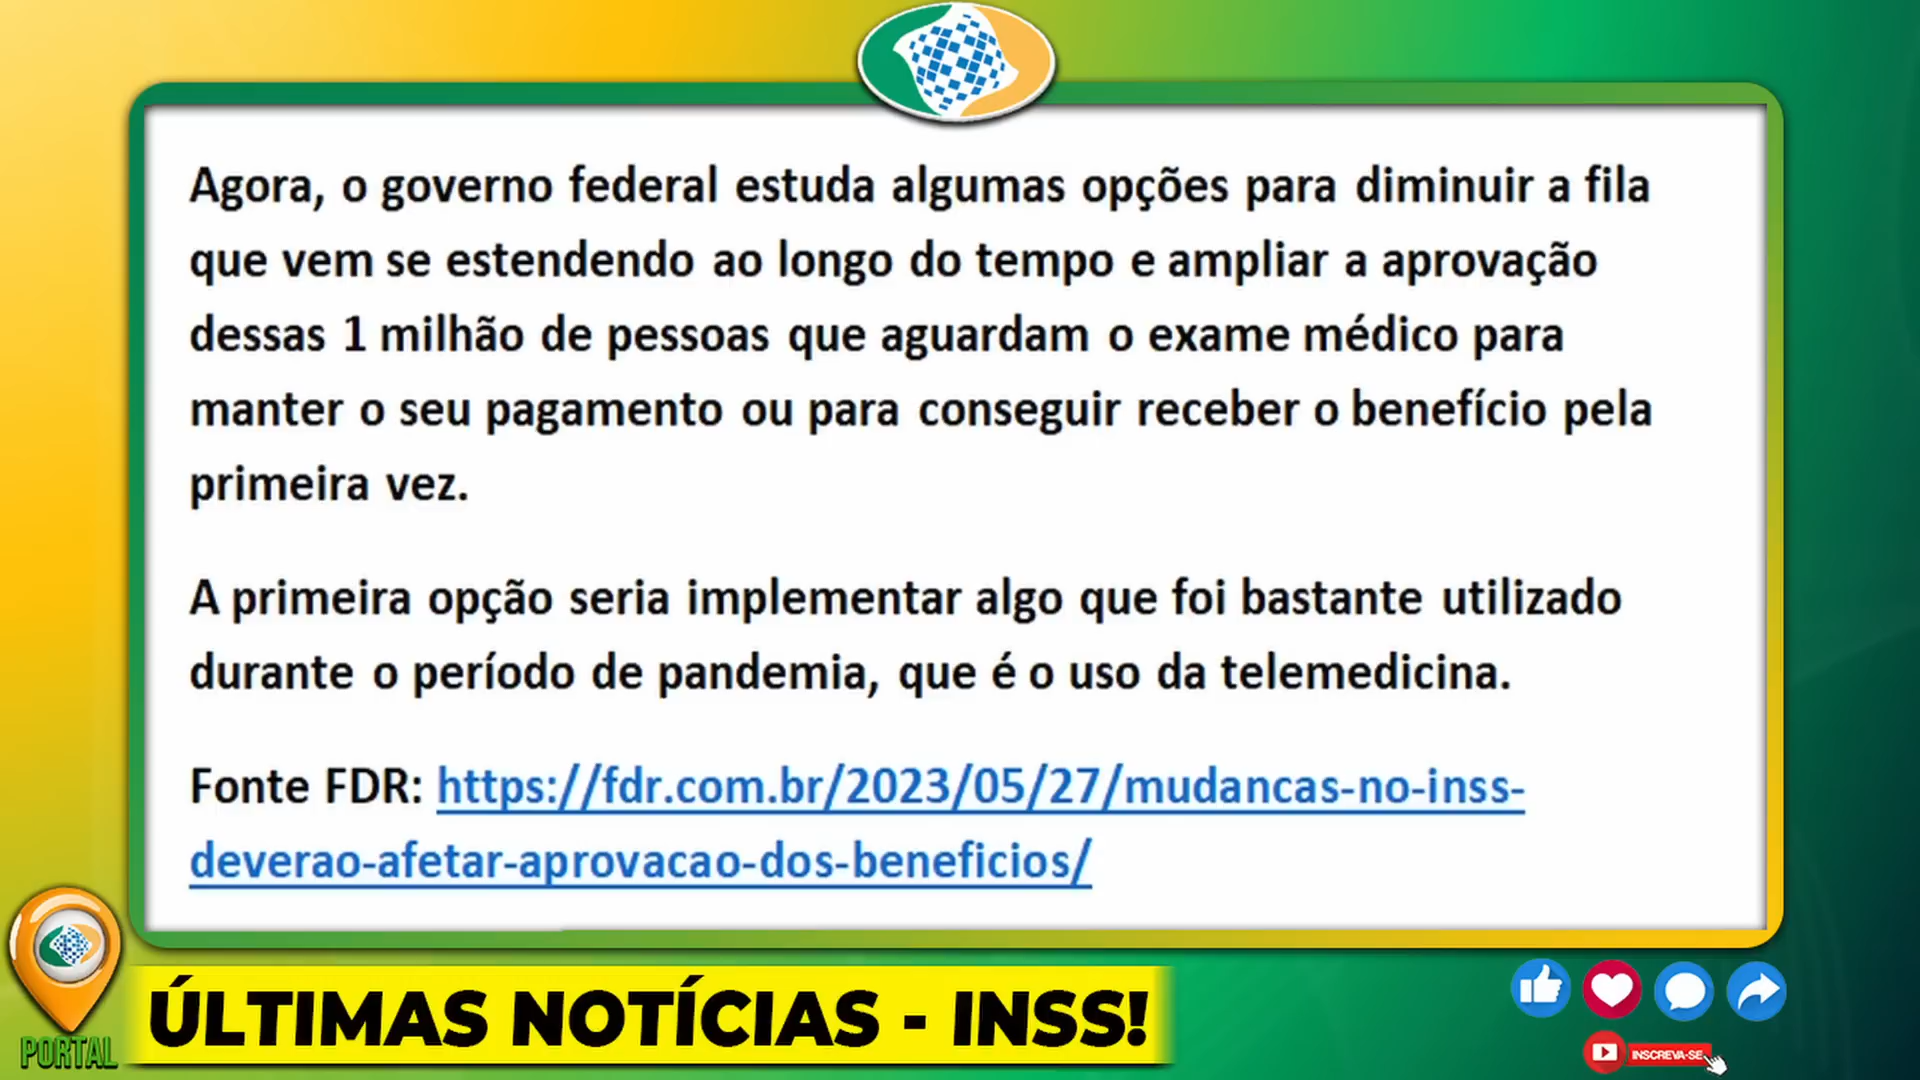 Agora, o governo federal estuda algumas opções para diminuir a fila
que vem se estendendo ao longo do tempo e ampliar a aprovação
dessas 1 milhão de pessoas que aguardam o exame médico para
manter o seu pagamento ou para conseguir receber o benefício pela
primeira vez.
A primeira opção seria implementar algo que foi bastante utilizado
durante o período de pandemia, que é o uso da telemedicina.
Fonte FDR: https://fdr.com.br/2023/05/27/mudancas-no-inss-
deverao-afetar-aprovacao-dos-beneficios/
ÚLTIMAS NOTÍCIAS - INSS!
PORTAL
INSCREVA-SE